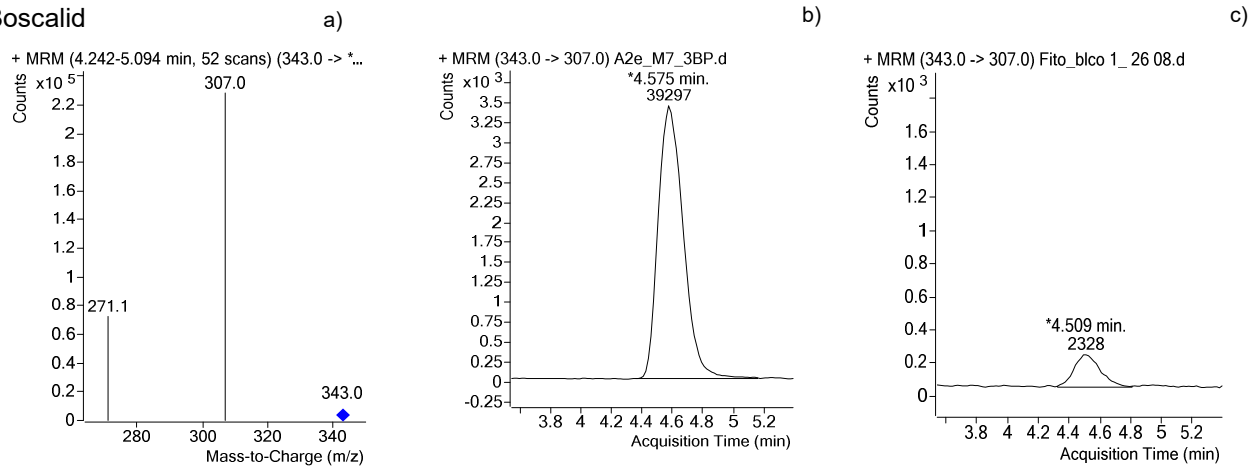 Boscalid
a)
+ MRM (4.242-5.094 min, 52 scans) (343.0 -> *...
x10 5
Counts
2.2
2
1.8
1.6
1.4
1.2
1
0.8
0.6
0.4
0.2
0
307.0
271.1
343.0
280 300 320 340
Mass-to-Charge (m/z)
b)
+ MRM (343.0 -> 307.0) A2e_M7_3BP.d
x10 3
Counts
*4.575 min.
39297
3.5
3.25
3
2.75
2.5
2.25
2
1.75
1.5
1.25
1
0.75
0.5
0.25
0
-0.25
3.8 4 4.2 4.4 4.6 4.8 5 5.2
Acquisition Time (min)
c)
+ MRM (343.0 -> 307.0) Fito_blco 1_ 26 08.d
x10 3
Counts
1.6
1.4
1.2
1
0.8
0.6
0.4
0.2
0
*4.509 min.
2328
3.8 4 4.2 4.4 4.6 4.8 5 5.2
Acquisition Time (min)